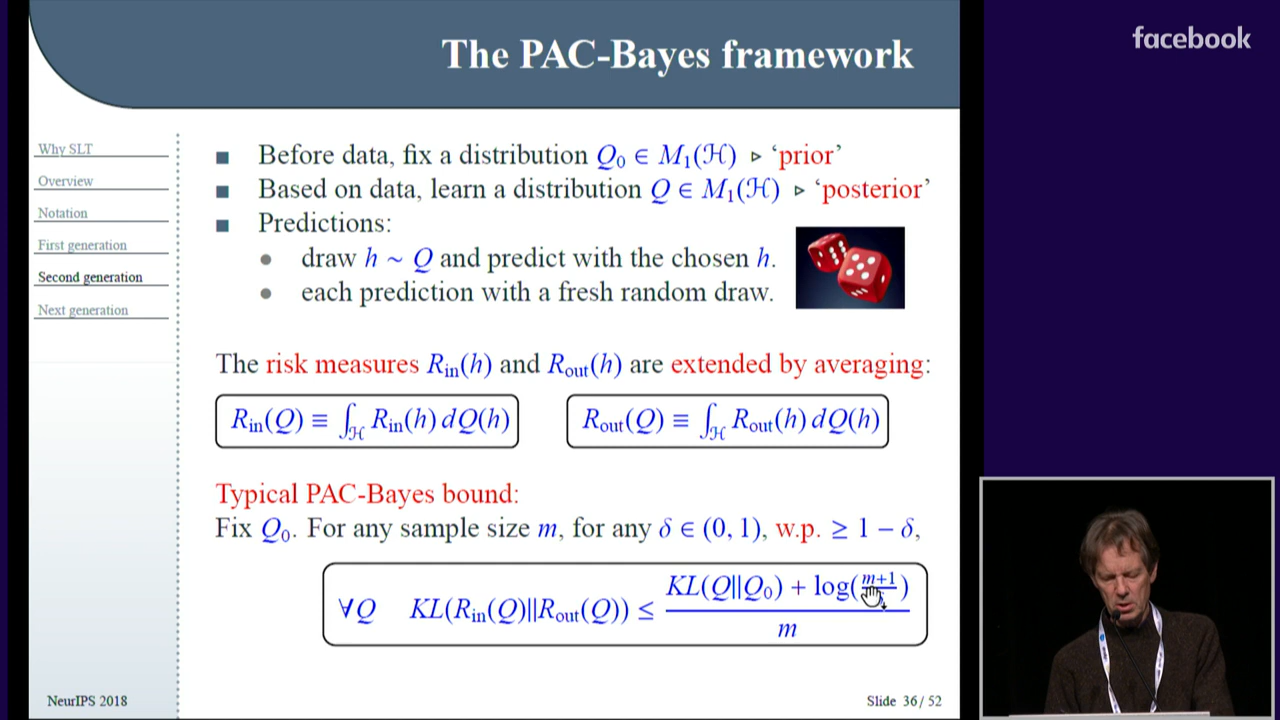 facebook
The PAC-Bayes framework
Why SLT
Overview
Notation
First generation
Second generation
Next generation
■ Before data, fix a distribution Q₀ ∈ M₁(ℋ) ▹ ‘prior’
■ Based on data, learn a distribution Q ∈ M₁(ℋ) ▹ ‘posterior’
■ Predictions:
● draw h ∼ Q and predict with the chosen h.
● each prediction with a fresh random draw.
The risk measures R_in(h) and R_out(h) are extended by averaging:
R_in(Q) ≡ ∫_ℋ R_in(h) dQ(h)
R_out(Q) ≡ ∫_ℋ R_out(h) dQ(h)
Typical PAC-Bayes bound:
Fix Q₀. For any sample size m, for any δ ∈ (0, 1), w.p. ≥ 1 − δ,
∀Q KL(R_in(Q)||R_out(Q)) ≤ (KL(Q||Q₀) + log((m+1)/)) / m
NeurIPS 2018
Slide 36/ 52